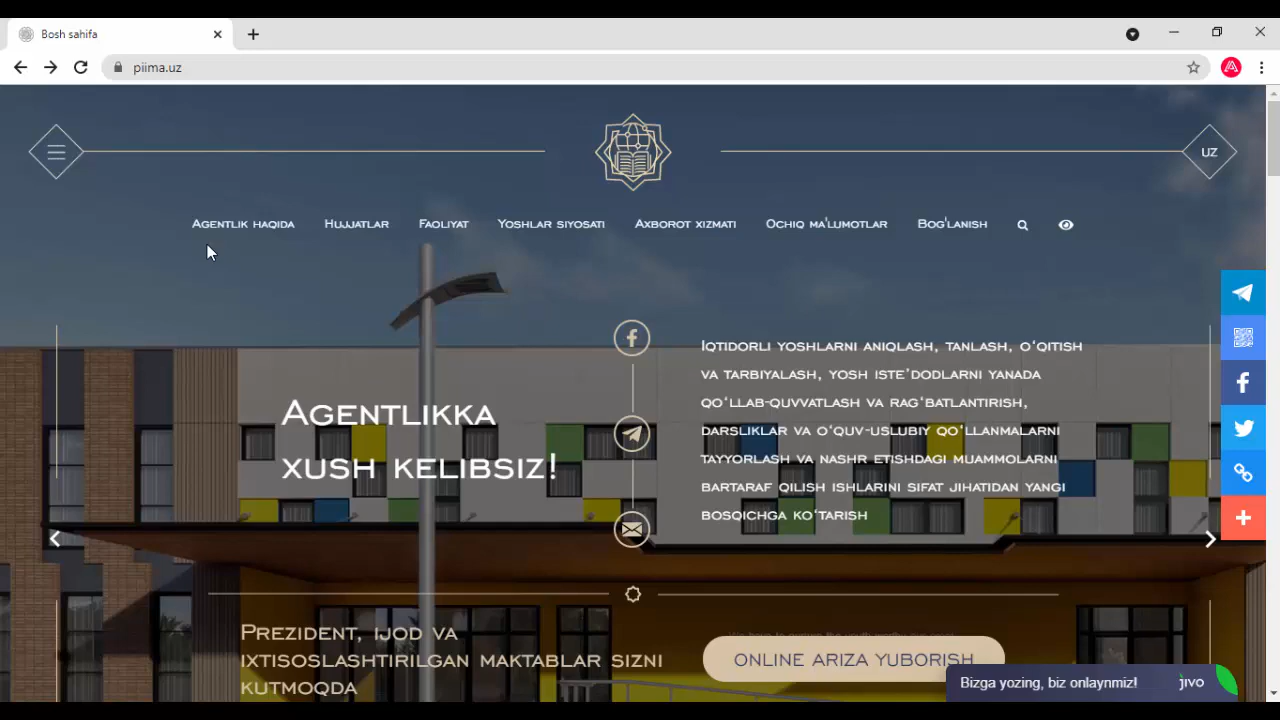 Bosh sahifa
piima.uz
UZ
Agentlik haqida Hujjatlar Faoliyat Yoshlar siyosati Axborot xizmati Ochiq ma'lumotlar Bog'lanish
Agentlikka
xush kelibsiz!
Iqtidorli yoshlarni aniqlash, tanlash, o‘qitish
va tarbiyalash, yosh iste’dodlarni yanada
qo‘llab-quvvatlash va rag‘batlantirish,
darsliklar va o‘quv-uslubiy qo‘llanmalarni
tayyorlash va nashr etishdagi muammolarni
bartaraf qilish ishlarini sifat jihatidan yangi
bosqichga ko‘tarish
Prezident, ijod va
ixtisoslashtirilgan maktablar sizni
kutmoqda
ONLINE ARIZA YUBORISH
Bizga yozing, biz onlaynmiz! jivo